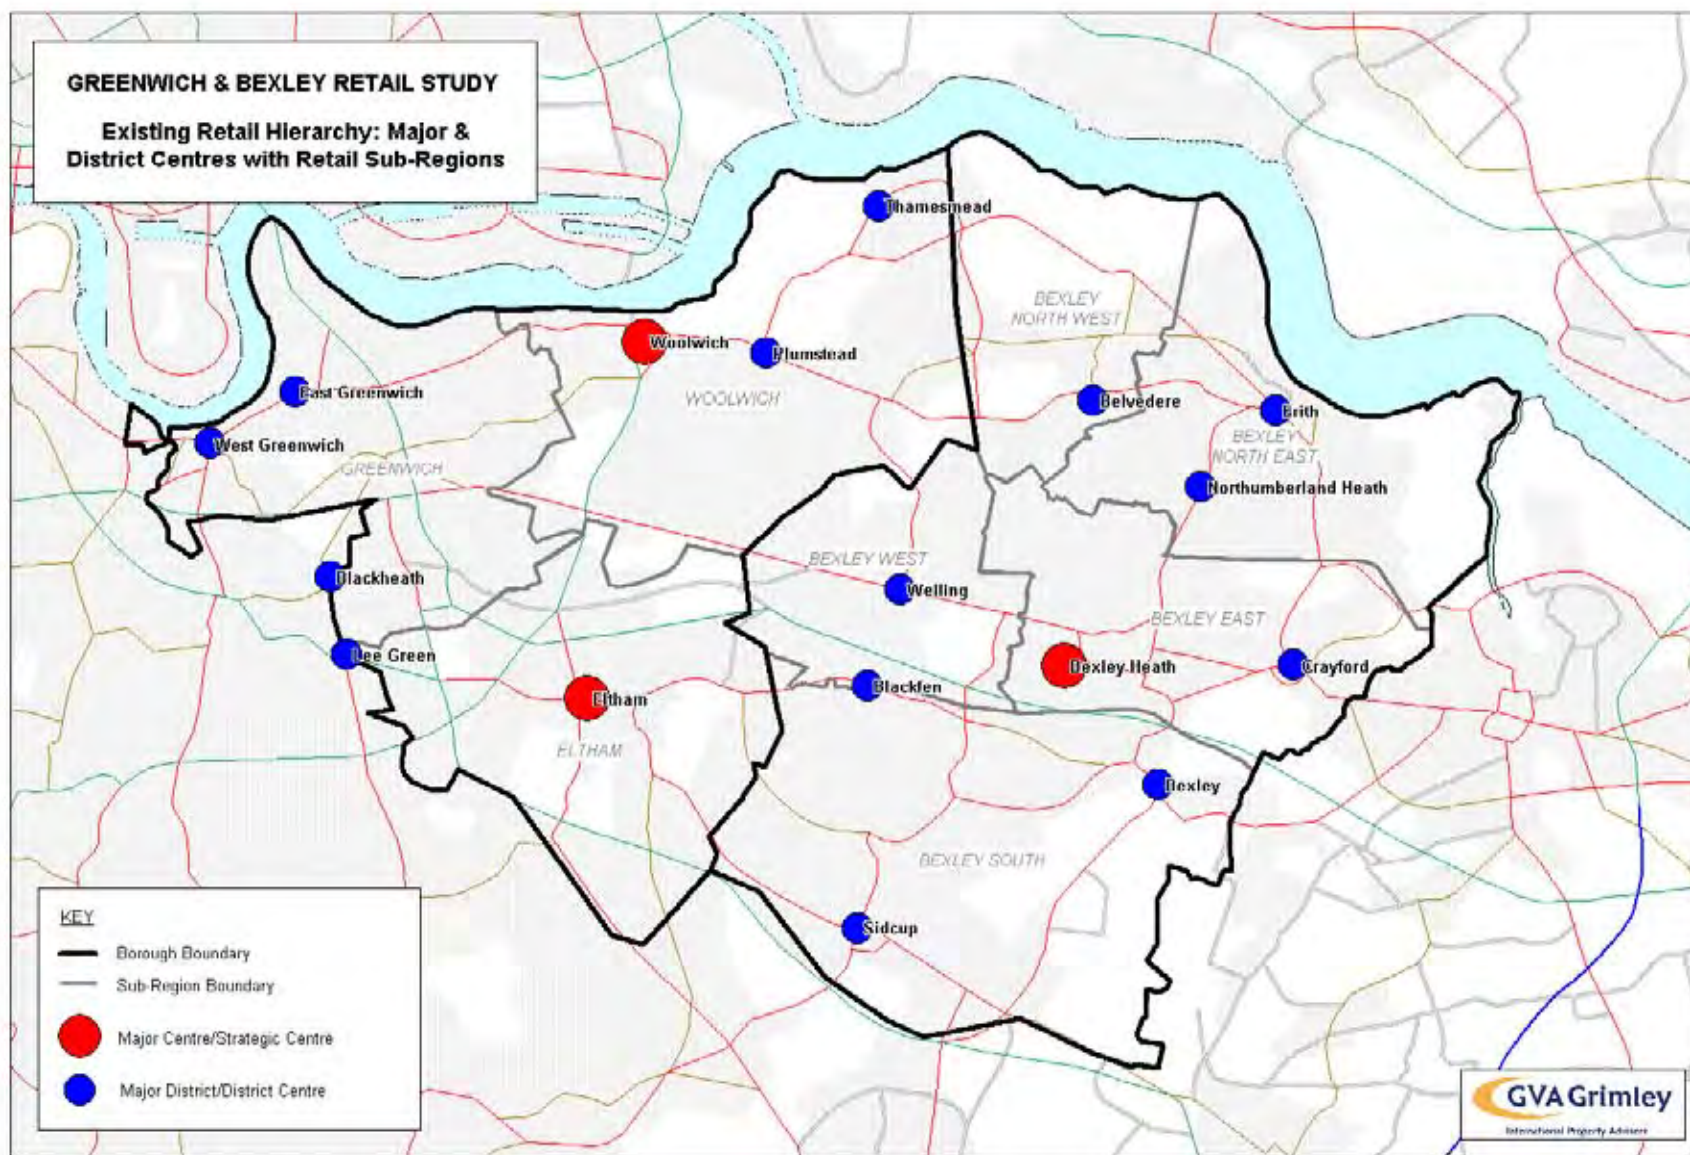 GREENWICH & BEXLEY RETAIL STUDY
Existing Retail Hierarchy: Major &
District Centres with Retail Sub-Regions
Thamesmead
BEXLEY
NORTH WEST
Woolwich
Plumstead
WOOLWICH
East Greenwich
Belvedere
Erith
West Greenwich
GREENWICH
BEXLEY
NORTH EAST
Northumberland Heath
BEXLEY WEST
Blackheath
Welling
BEXLEY EAST
Lee Green
Bexley Heath
Crayford
Eltham
Blackfen
ELTHAM
Bexley
BEXLEY SOUTH
Sidcup
KEY
Borough Boundary
Sub-Region Boundary
Major Centre/Strategic Centre
Major District/District Centre
GVA Grimley
International Property Advisers